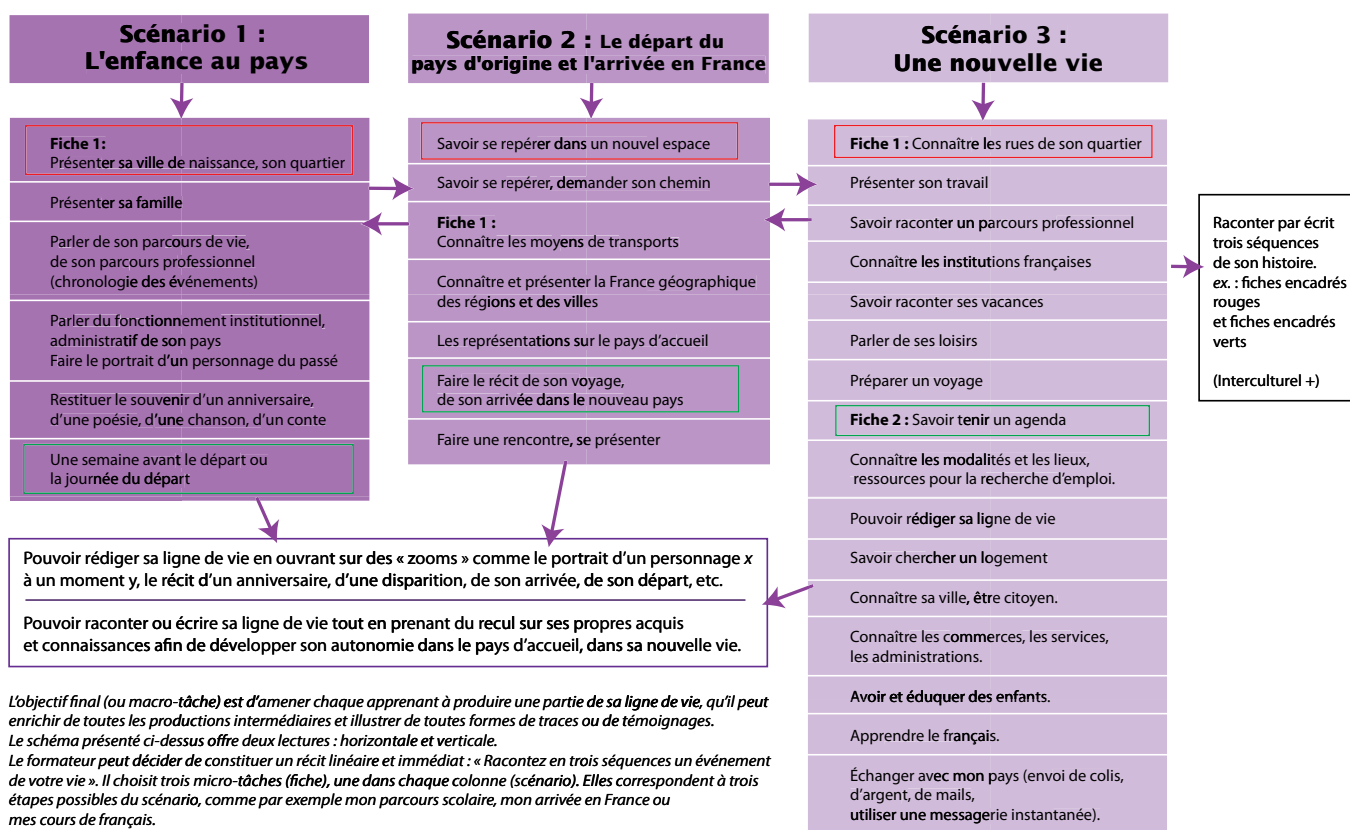 Scénario 1 :
L'enfance au pays
Fiche 1:
Présenter sa ville de naissance, son quartier
Présenter sa famille
Parler de son parcours de vie,
de son parcours professionnel
(chronologie des événements)
Parler du fonctionnement institutionnel,
administratif de son pays
Faire le portrait d'un personnage du passé
Restituer le souvenir d'un anniversaire,
d'une poésie, d'une chanson, d'un conte
Une semaine avant le départ ou
la journée du départ
Scénario 2 : Le départ du
pays d'origine et l'arrivée en France
Savoir se repérer dans un nouvel espace
Savoir se repérer, demander son chemin
Fiche 1 :
Connaître les moyens de transports
Connaître et présenter la France géographique
des régions et des villes
Les représentations sur le pays d'accueil
Faire le récit de son voyage,
de son arrivée dans le nouveau pays
Faire une rencontre, se présenter
Scénario 3 :
Une nouvelle vie
Fiche 1 : Connaître les rues de son quartier
Présenter son travail
Savoir raconter un parcours professionnel
Connaître les institutions françaises
Savoir raconter ses vacances
Parler de ses loisirs
Préparer un voyage
Fiche 2 : Savoir tenir un agenda
Connaître les modalités et les lieux,
ressources pour la recherche d'emploi.
Pouvoir rédiger sa ligne de vie
Savoir chercher un logement
Connaître sa ville, être citoyen.
Connaître les commerces, les services,
les administrations.
Avoir et éduquer des enfants.
Apprendre le français.
Échanger avec mon pays (envoi de colis,
d'argent, de mails,
utiliser une messagerie instantanée).
Raconter par écrit
trois séquences
de son histoire.
ex. : fiches encadrés
rouges
et fiches encadrés
verts
(Interculturel +)
Pouvoir rédiger sa ligne de vie en ouvrant sur des « zooms » comme le portrait d'un personnage x
à un moment y, le récit d'un anniversaire, d'une disparition, de son arrivée, de son départ, etc.
Pouvoir raconter ou écrire sa ligne de vie tout en prenant du recul sur ses propres acquis
et connaissances afin de développer son autonomie dans le pays d'accueil, dans sa nouvelle vie.
L'objectif final (ou macro-tâche) est d'amener chaque apprenant à produire une partie de sa ligne de vie, qu'il peut
enrichir de toutes les productions intermédiaires et illustrer de toutes formes de traces ou de témoignages.
Le schéma présenté ci-dessus offre deux lectures : horizontale et verticale.
Le formateur peut décider de constituer un récit linéaire et immédiat : « Racontez en trois séquences un événement
de votre vie ». Il choisit trois micro-tâches (fiche), une dans chaque colonne (scénario). Elles correspondent à trois
étapes possibles du scénario, comme par exemple mon parcours scolaire, mon arrivée en France ou
mes cours de français.